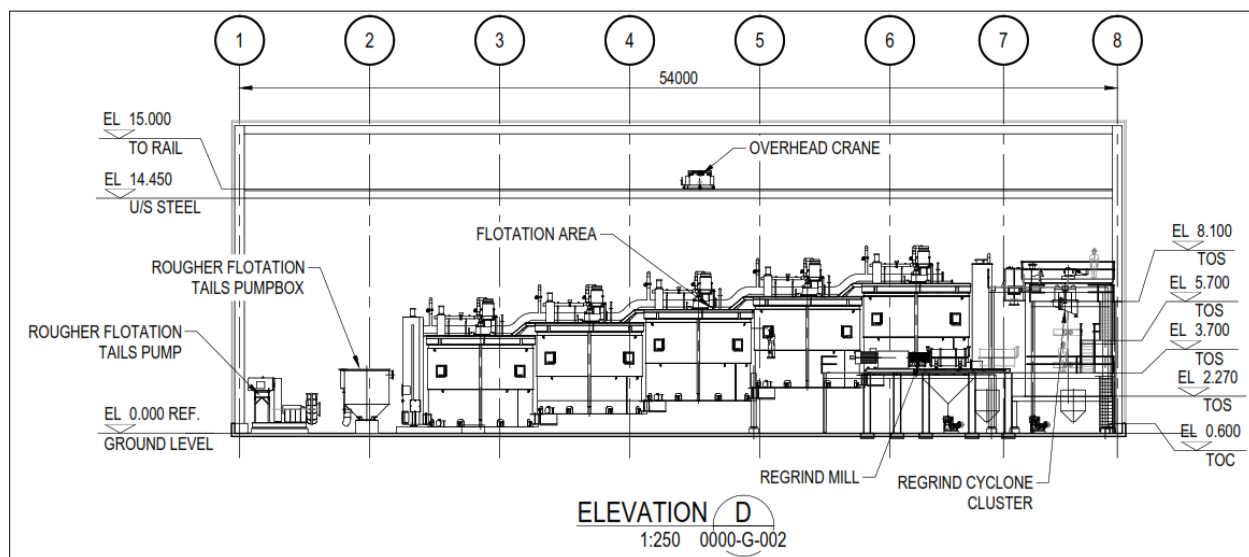 1
2
3
4
5
6
7
8
54000
EL 15.000
TO RAIL
EL 14.450
U/S STEEL
OVERHEAD CRANE
FLOTATION AREA
ROUGHER FLOTATION
TAILS PUMPBOX
ROUGHER FLOTATION
TAILS PUMP
EL 0.000 REF.
GROUND LEVEL
EL 8.100
TOS
EL 5.700
TOS
EL 3.700
TOS
EL 2.270
TOS
EL 0.600
TOC
REGRIND MILL
REGRIND CYCLONE
CLUSTER
ELEVATION D
1:250 0000-G-002